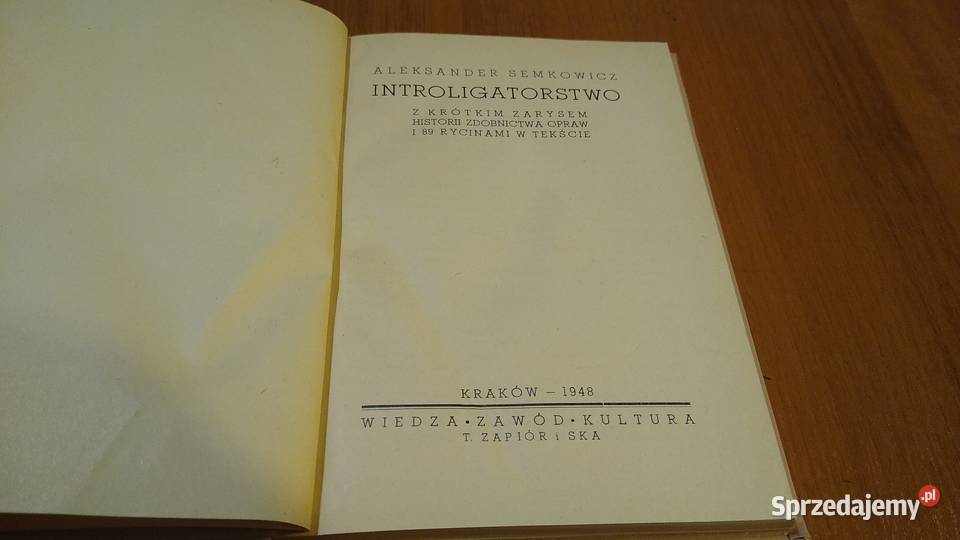 ALEKSANDER SEMKOWICZ
INTROLIGATORSTWO
Z KRÓTKIM ZARYSEM
HISTORII ZDOBNICTWA OPRAW
I 89 RYCINAMI W TEKŚCIE
KRAKÓW – 1948
WIEDZA • ZAWÓD • KULTURA
T. ZAPIÓR i SKA
Sprzedajemy.pl